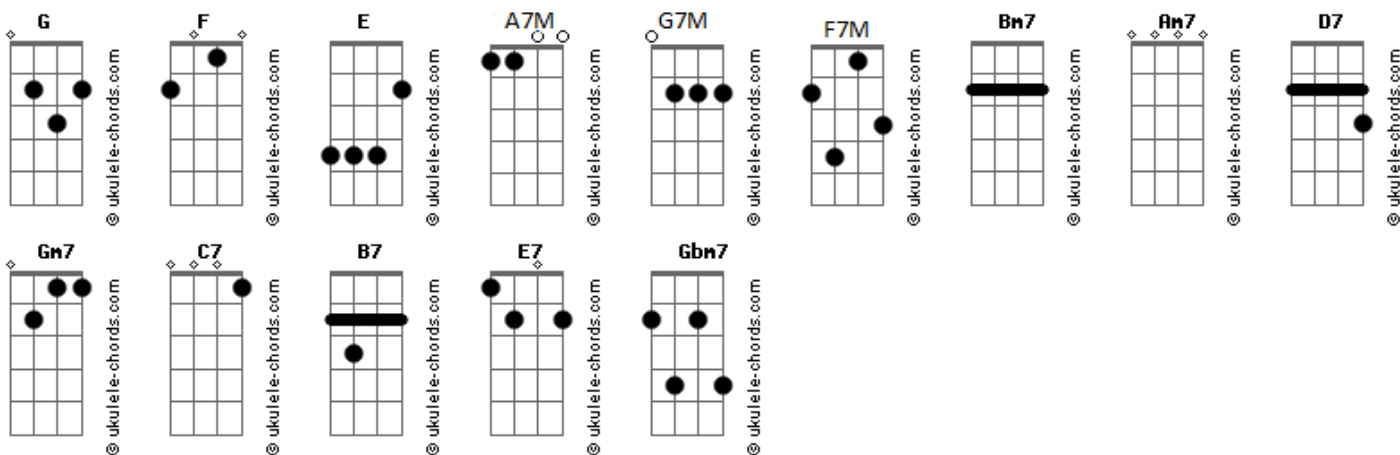 G F E A7M G7M F7M Bm7 Am7 D7
© ukulele-chords.com © ukulele-chords.com © ukulele-chords.com © ukulele-chords.com © ukulele-chords.com © ukulele-chords.com © ukulele-chords.com © ukulele-chords.com © ukulele-chords.com
Gm7 C7 B7 E7 Gbm7
© ukulele-chords.com © ukulele-chords.com © ukulele-chords.com © ukulele-chords.com © ukulele-chords.com